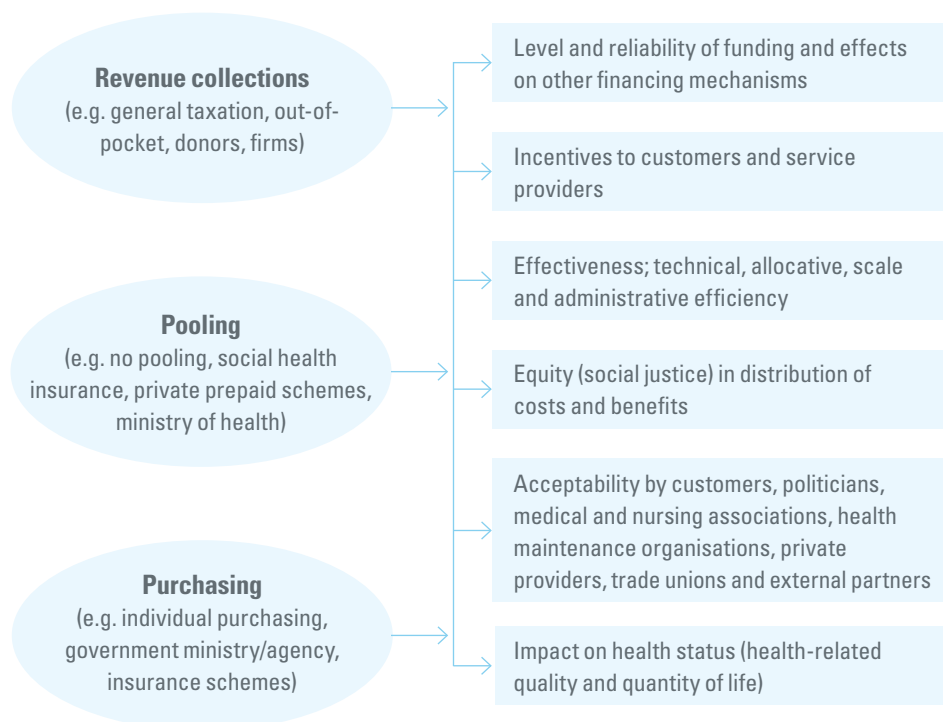 Revenue collections
(e.g. general taxation, out-of-
pocket, donors, firms)
Pooling
(e.g. no pooling, social health
insurance, private prepaid schemes,
ministry of health)
Purchasing
(e.g. individual purchasing,
government ministry/agency,
insurance schemes)
Level and reliability of funding and effects
on other financing mechanisms
Incentives to customers and service
providers
Effectiveness; technical, allocative, scale
and administrative efficiency
Equity (social justice) in distribution of
costs and benefits
Acceptability by customers, politicians,
medical and nursing associations, health
maintenance organisations, private
providers, trade unions and external partners
Impact on health status (health-related
quality and quantity of life)